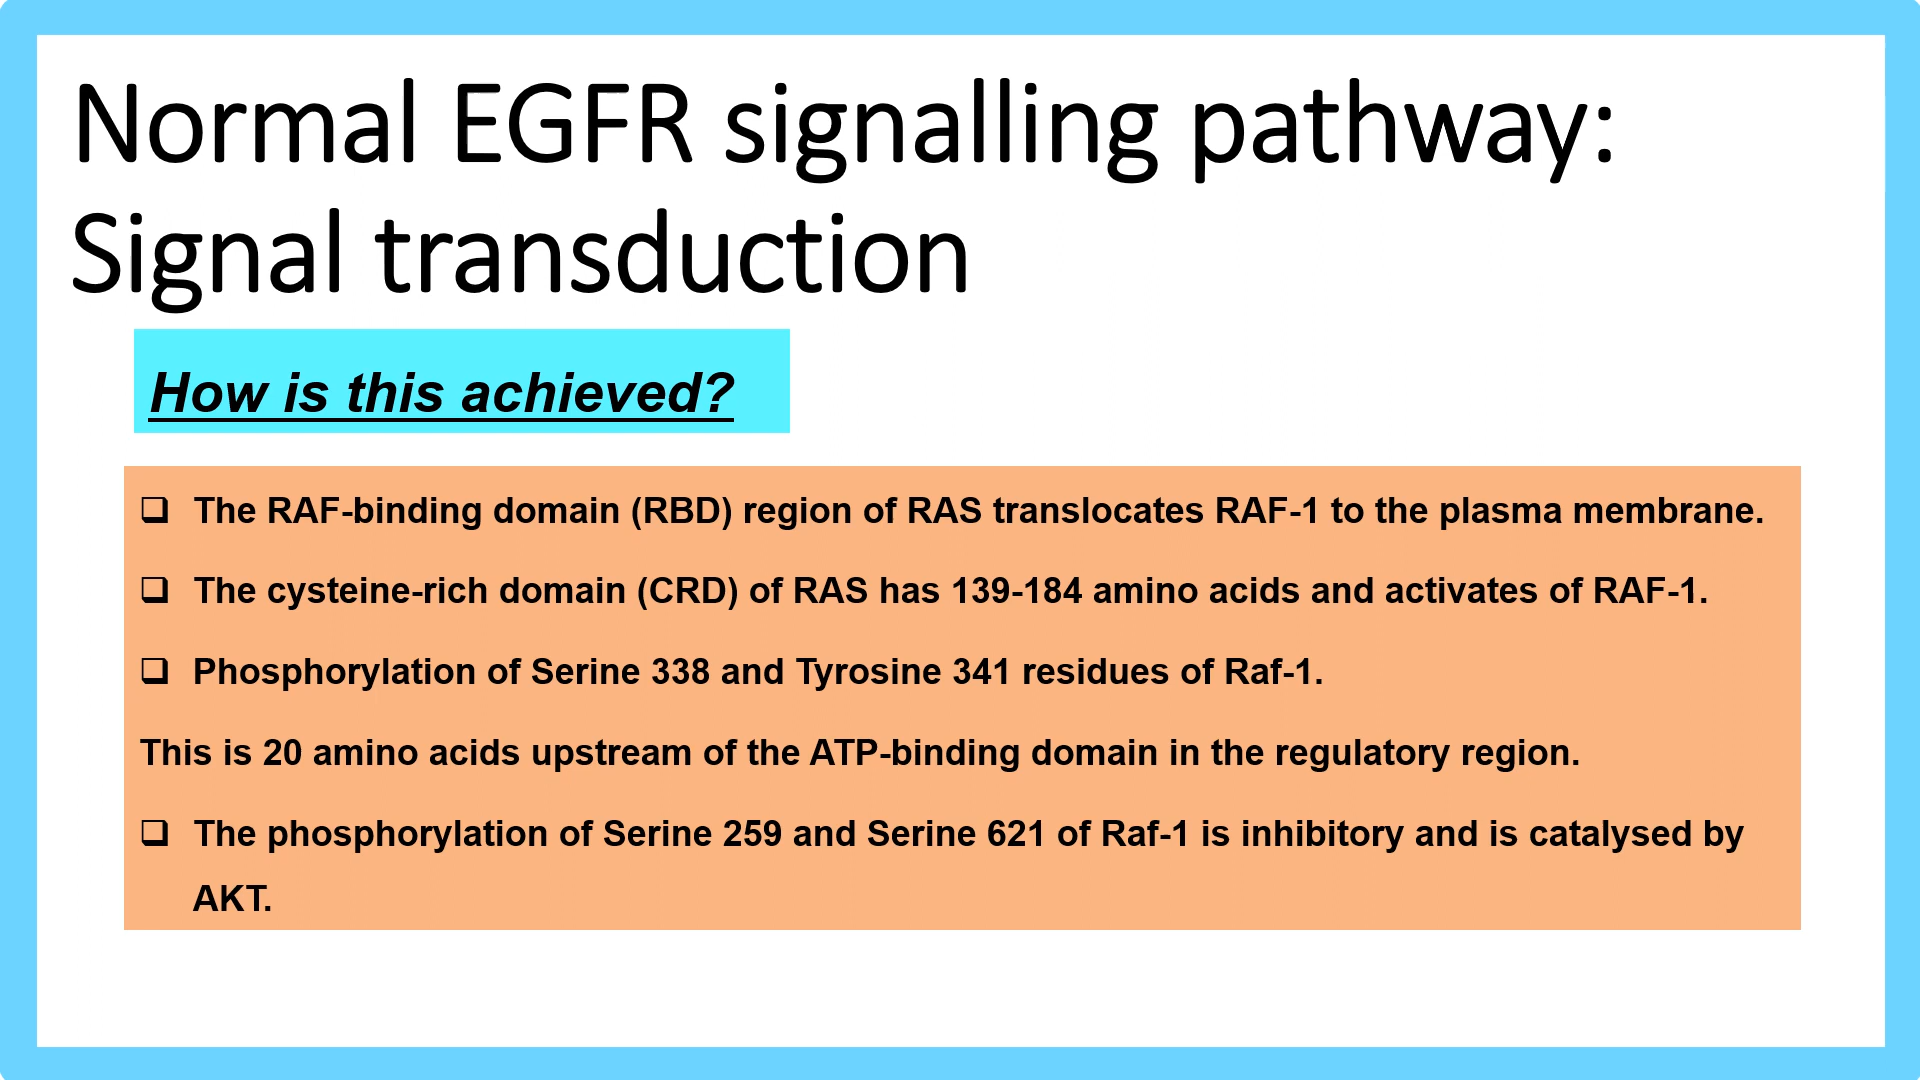 Normal EGFR signalling pathway:
Signal transduction
How is this achieved?
❑ The RAF-binding domain (RBD) region of RAS translocates RAF-1 to the plasma membrane.
❑ The cysteine-rich domain (CRD) of RAS has 139-184 amino acids and activates of RAF-1.
❑ Phosphorylation of Serine 338 and Tyrosine 341 residues of Raf-1.
This is 20 amino acids upstream of the ATP-binding domain in the regulatory region.
❑ The phosphorylation of Serine 259 and Serine 621 of Raf-1 is inhibitory and is catalysed by
AKT.